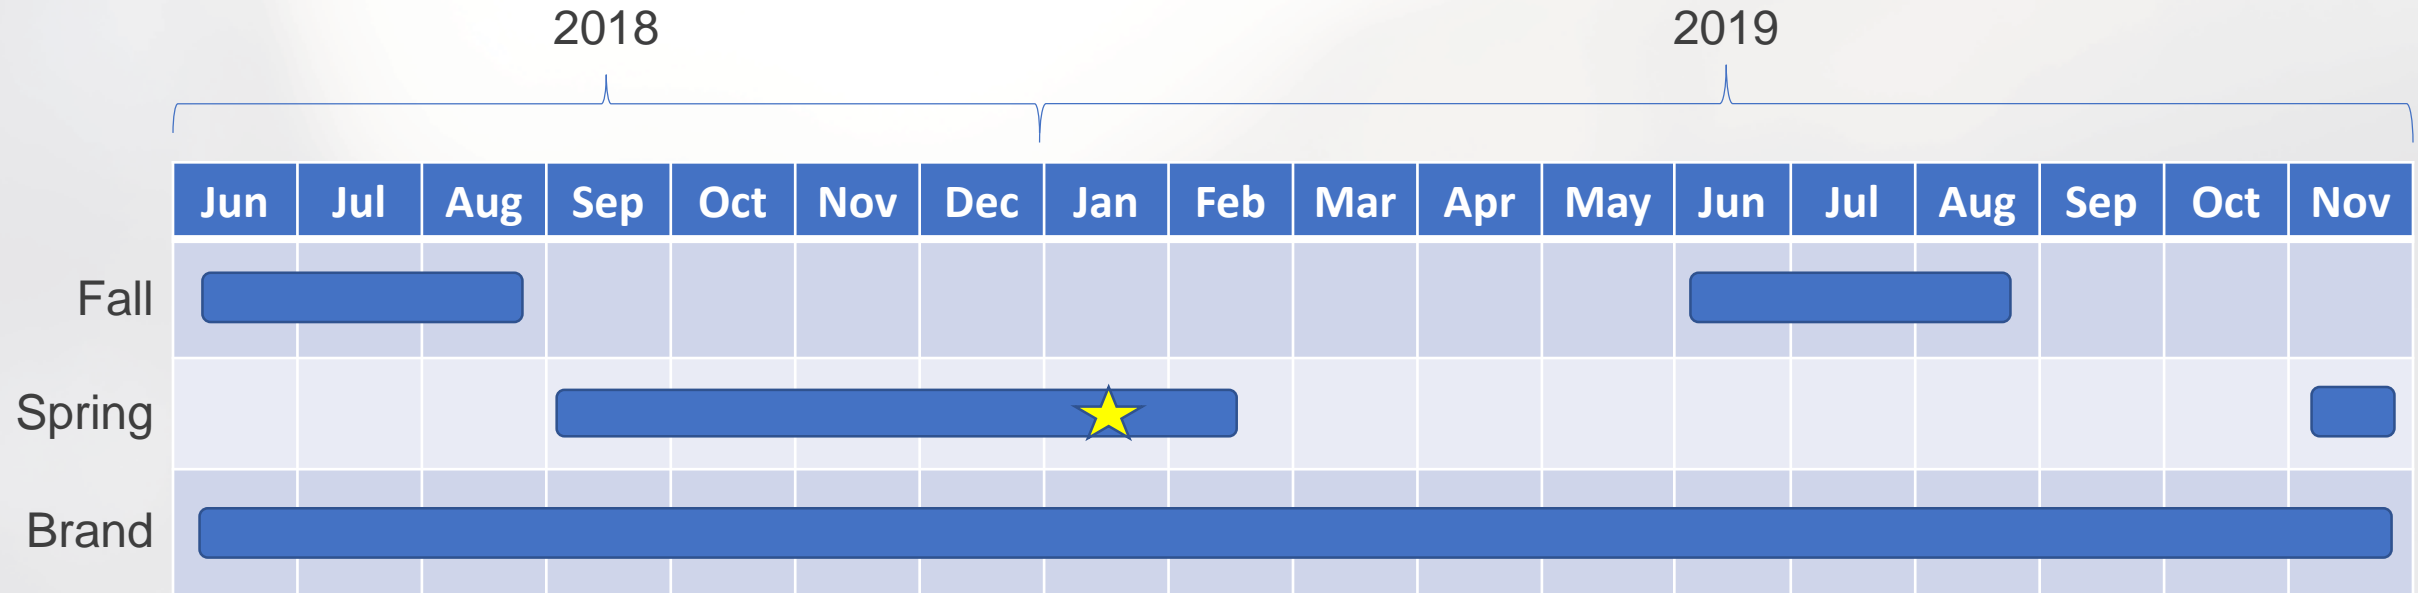 2018 2019
Jun Jul Aug Sep Oct Nov Dec Jan Feb Mar Apr May Jun Jul Aug Sep Oct Nov
Fall
Spring
Brand